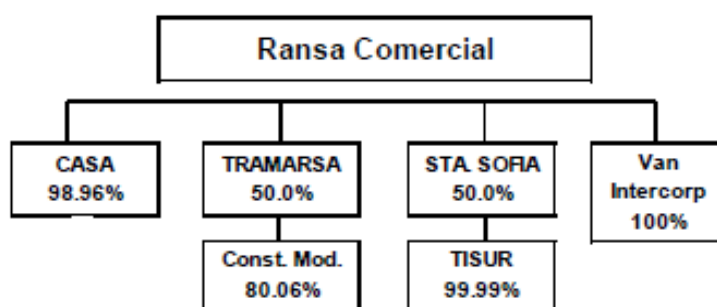 Ransa Comercial
CASA
98.96%
TRAMARSA
50.0%
STA. SOFIA
50.0%
Van
Intercorp
100%
Const. Mod.
80.06%
TISUR
99.99%